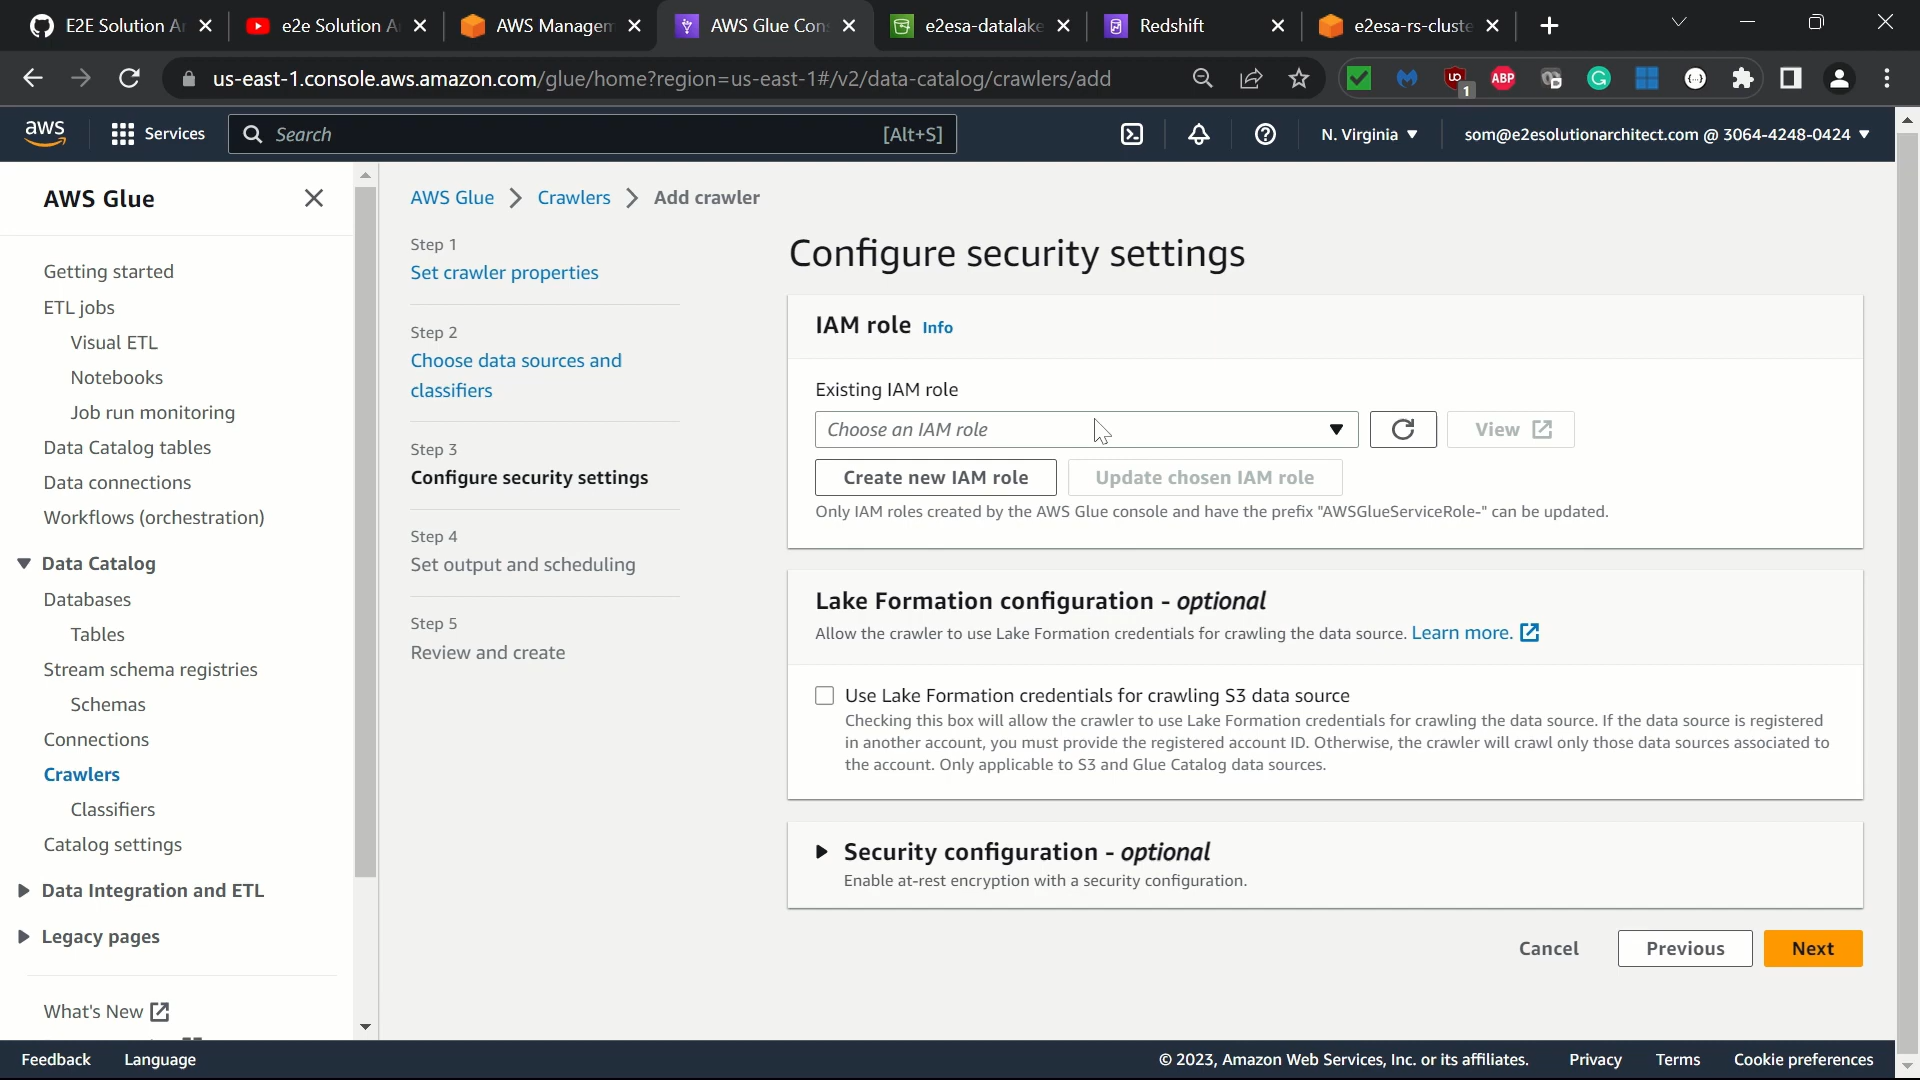 E2E Solution Ar
e2e Solution A
AWS Managem
AWS Glue Cons
e2esa-datalake
Redshift
e2esa-rs-cluste
us-east-1.console.aws.amazon.com/glue/home?region=us-east-1#/v2/data-catalog/crawlers/add
1
ABP
aws
Services
Search
[Alt+S]
N. Virginia
som@e2esolutionarchitect.com @ 3064-4248-0424
AWS Glue
Getting started
ETL jobs
Visual ETL
Notebooks
Job run monitoring
Data Catalog tables
Data connections
Workflows (orchestration)
Data Catalog
Databases
Tables
Stream schema registries
Schemas
Connections
Crawlers
Classifiers
Catalog settings
Data Integration and ETL
Legacy pages
What's New
AWS Glue > Crawlers > Add crawler
Step 1
Set crawler properties
Step 2
Choose data sources and
classifiers
Step 3
Configure security settings
Step 4
Set output and scheduling
Step 5
Review and create
Configure security settings
IAM role Info
Existing IAM role
Choose an IAM role
View
Create new IAM role
Update chosen IAM role
Only IAM roles created by the AWS Glue console and have the prefix "AWSGlueServiceRole-" can be updated.
Lake Formation configuration - optional
Allow the crawler to use Lake Formation credentials for crawling the data source. Learn more.
Use Lake Formation credentials for crawling S3 data source
Checking this box will allow the crawler to use Lake Formation credentials for crawling the data source. If the data source is registered
in another account, you must provide the registered account ID. Otherwise, the crawler will crawl only those data sources associated to
the account. Only applicable to S3 and Glue Catalog data sources.
Security configuration - optional
Enable at-rest encryption with a security configuration.
Cancel
Previous
Next
Feedback
Language
© 2023, Amazon Web Services, Inc. or its affiliates.
Privacy
Terms
Cookie preferences